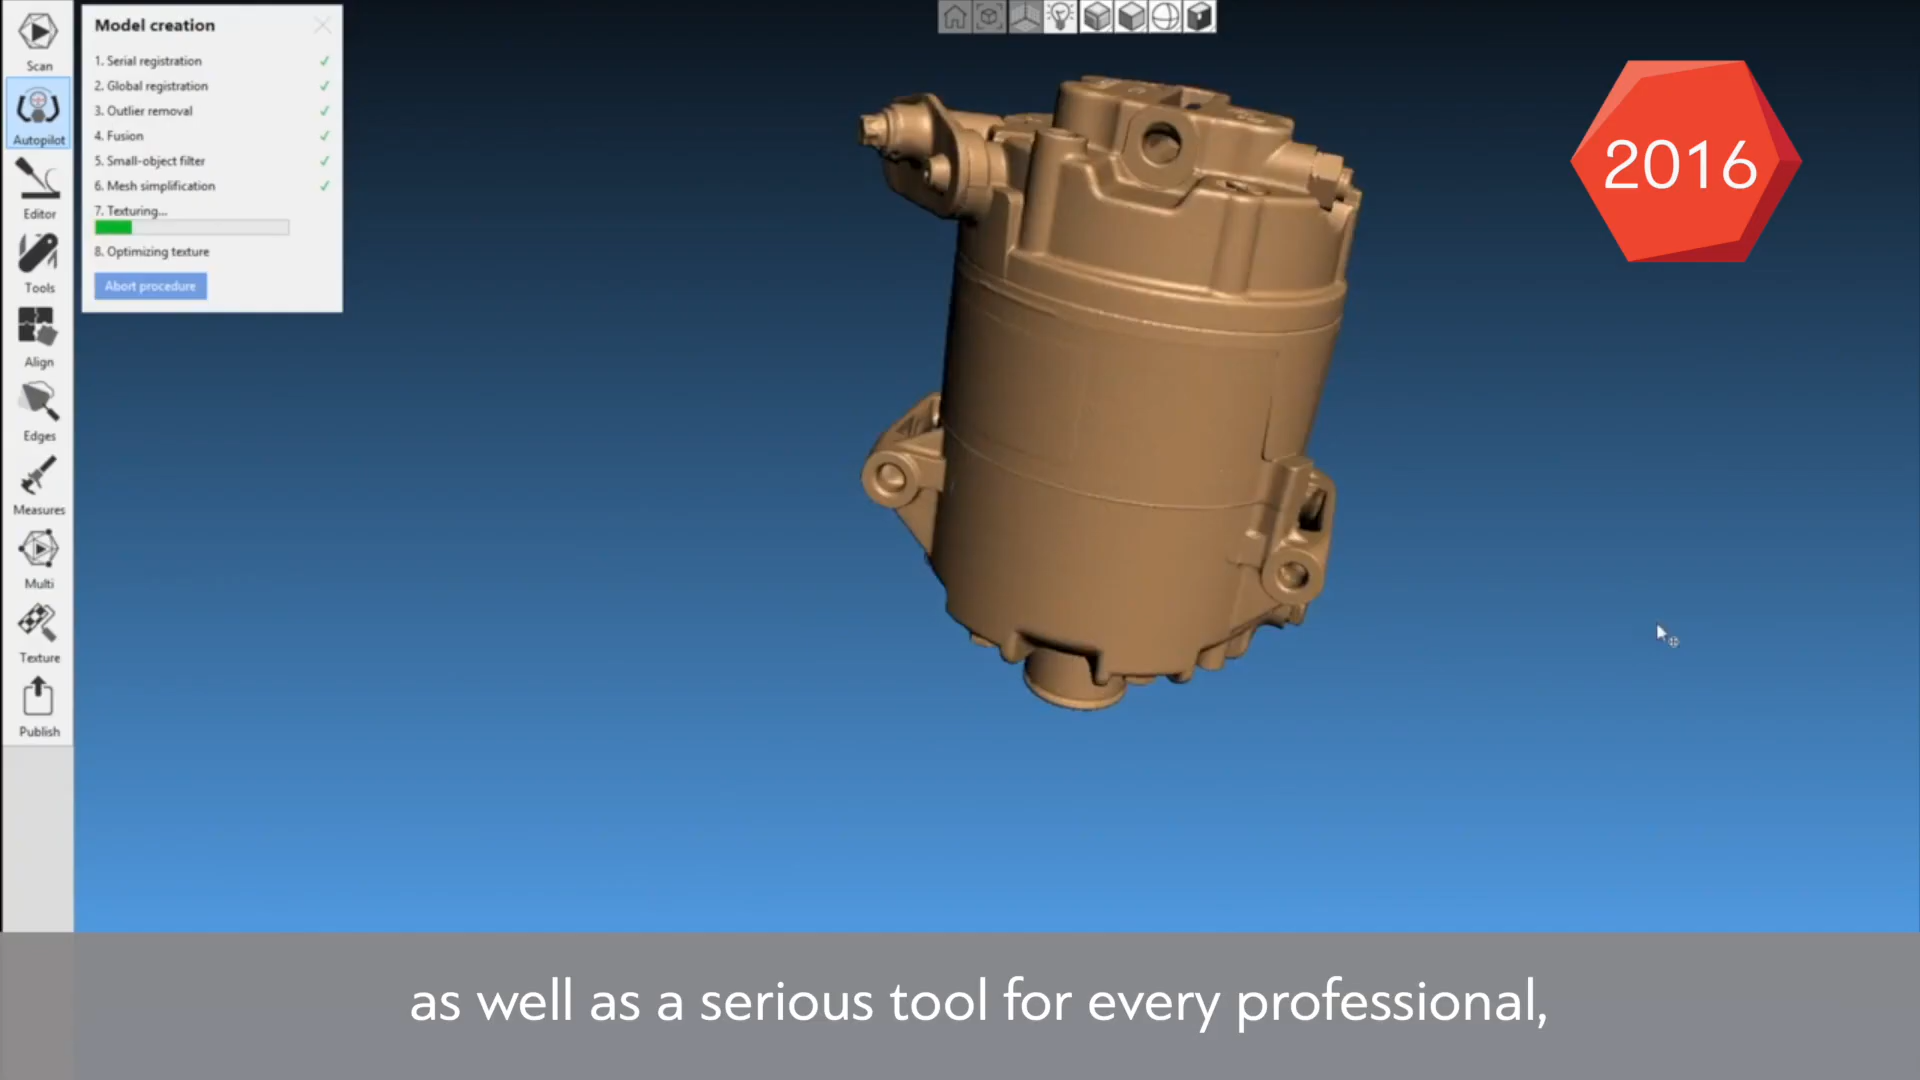 Model creation
1. Serial registration
2. Global registration
3. Outlier removal
4. Fusion
5. Small-object filter
6. Mesh simplification
7. Texturing...
8. Optimizing texture
Abort procedure
Scan
Autopilot
Editor
Tools
Align
Edges
Measures
Multi
Texture
Publish
2016
as well as a serious tool for every professional,